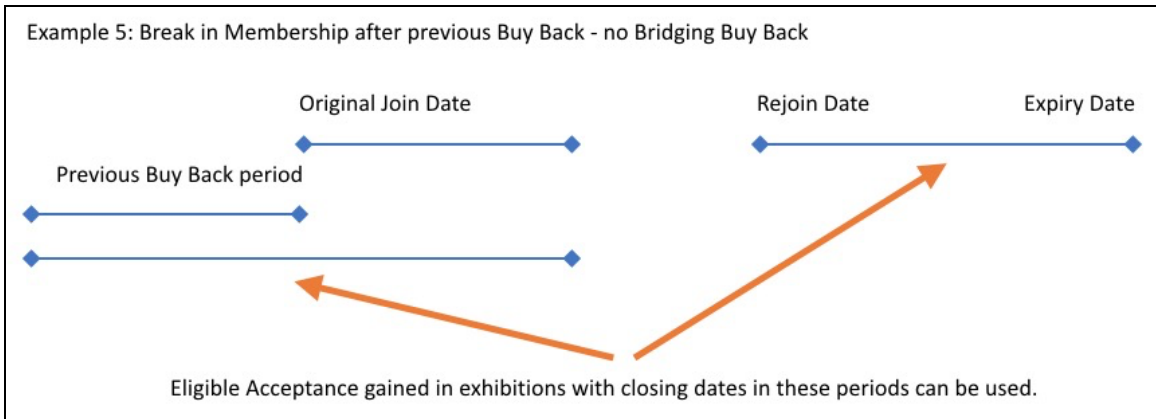 Example 5: Break in Membership after previous Buy Back - no Bridging Buy Back
Original Join Date
Rejoin Date
Expiry Date
Previous Buy Back period
Eligible Acceptance gained in exhibitions with closing dates in these periods can be used.